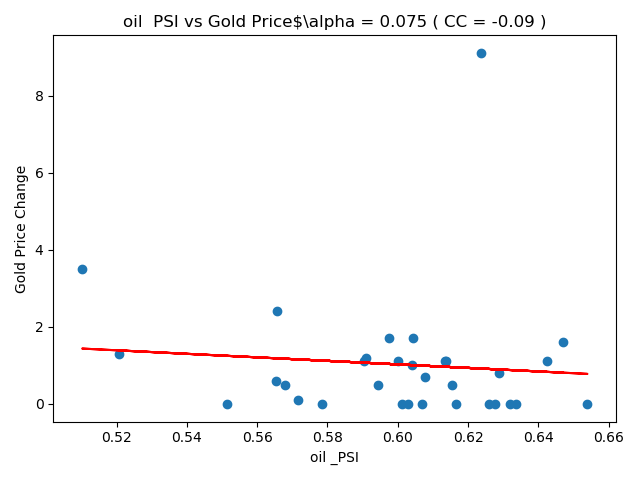 oil  PSI vs Gold Price$\alpha = 0.075 ( CC = -0.09 )
Gold Price Change
8
6
4
2
0
0.52 0.54 0.56 0.58 0.60 0.62 0.64 0.66
oil _PSI